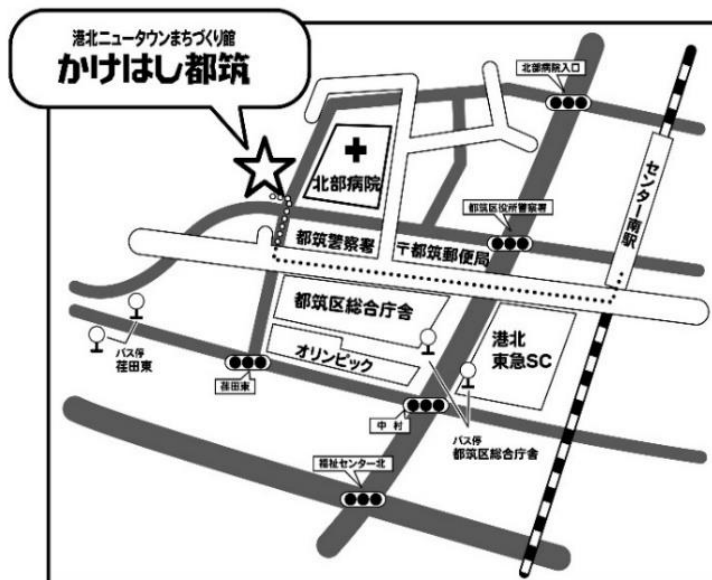 港北ニュータウンまちづくり館
かけはし都筑
北部病院入口
北部病院
センター南駅
都筑区役所警察署
都筑警察署
〒都筑郵便局
都筑区総合庁舎
港北
東急SC
オリンピック
バス停
荏田東
荏田東
中村
バス停
都筑区総合庁舎
福祉センター北